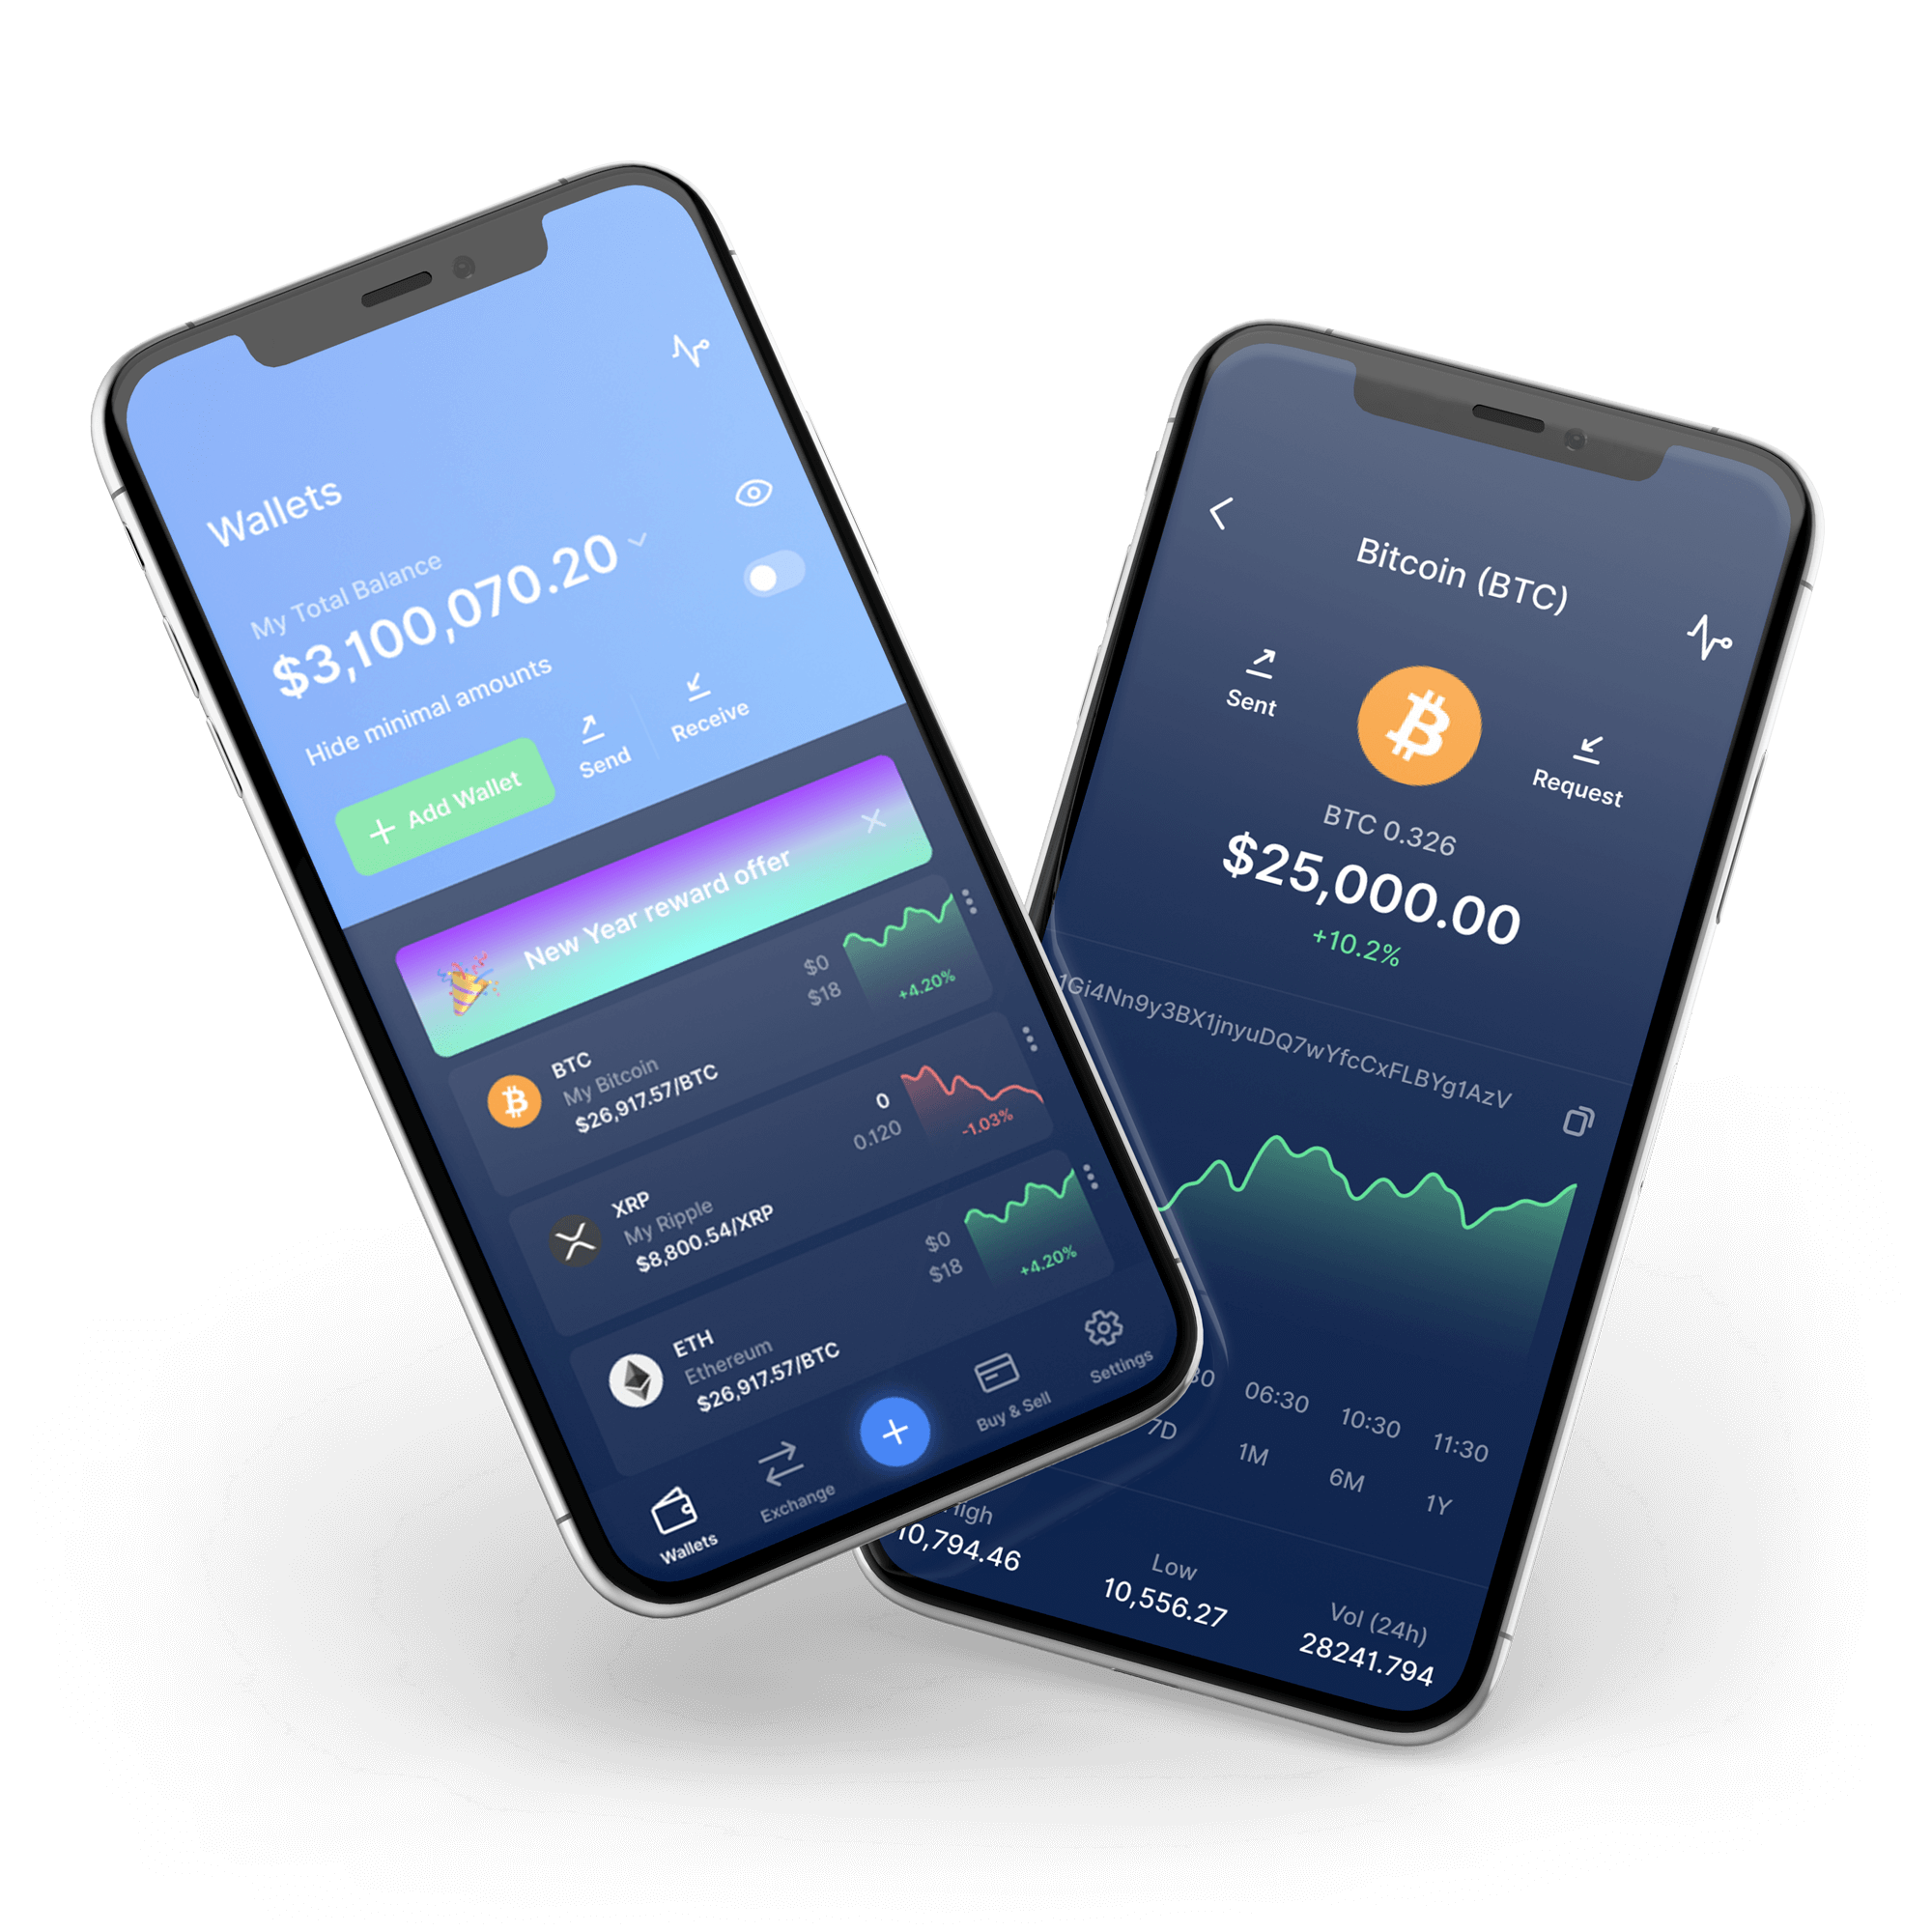 Wallets
My Total Balance
$3,100,070.20
Hide minimal amounts
+ Add Wallet
Send
Receive
New Year reward offer
BTC
My Bitcoin
$26,917.57/BTC
$0
$18
+4.20%
XRP
My Ripple
$8,800.54/XRP
0
0.120
-1.03%
ETH
Ethereum
$26,917.57/BTC
$0
$18
+4.20%
Wallets
Exchange
Buy & Sell
Settings
Bitcoin (BTC)
Sent
Request
BTC 0.326
$25,000.00
+10.2%
1Gi4Nn9y3BX1jnyuDQ7wYfcCxFLBYg1AzV
06:30 10:30 11:30
7D 1M 6M 1Y
10,794.46
Low
10,556.27
Vol (24h)
28241.794